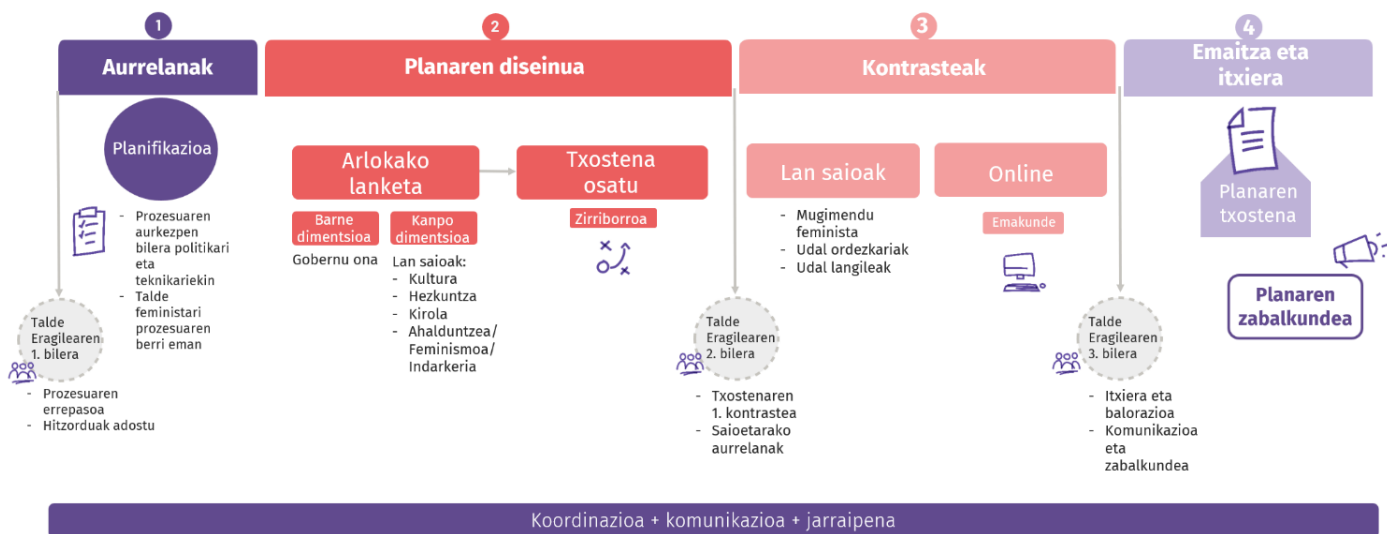 1
Aurrelanak
Planifikazioa
- Prozesuaren
aurkezpen
bilera politikari
eta
teknikariekin
- Talde
feministari
prozesuaren
berri eman
Talde
Eragilearen
1. bilera
- Prozesuaren
errepasoa
- Hitzorduak adostu
2
Planaren diseinua
Arlokako
lanketa
Barne
dimentsioa
Gobernu ona
Kanpo
dimentsioa
Lan saioak:
- Kultura
- Hezkuntza
- Kirola
- Ahalduntzea/
Feminismoa/
Indarkeria
Txostena
osatu
Zirriborroa
Talde
Eragilearen
2. bilera
- Txostenaren
1. kontrastea
- Saioetarako
aurrelanak
3
Kontrasteak
Lan saioak
- Mugimendu
feminista
- Udal ordezkariak
- Udal langileak
Online
Emakunde
Talde
Eragilearen
3. bilera
- Itxiera eta
balorazioa
- Komunikazioa
eta
zabalkundea
4
Emaitza eta
itxiera
Planaren
txostena
Planaren
zabalkundea
Koordinazioa + komunikazioa + jarraipena